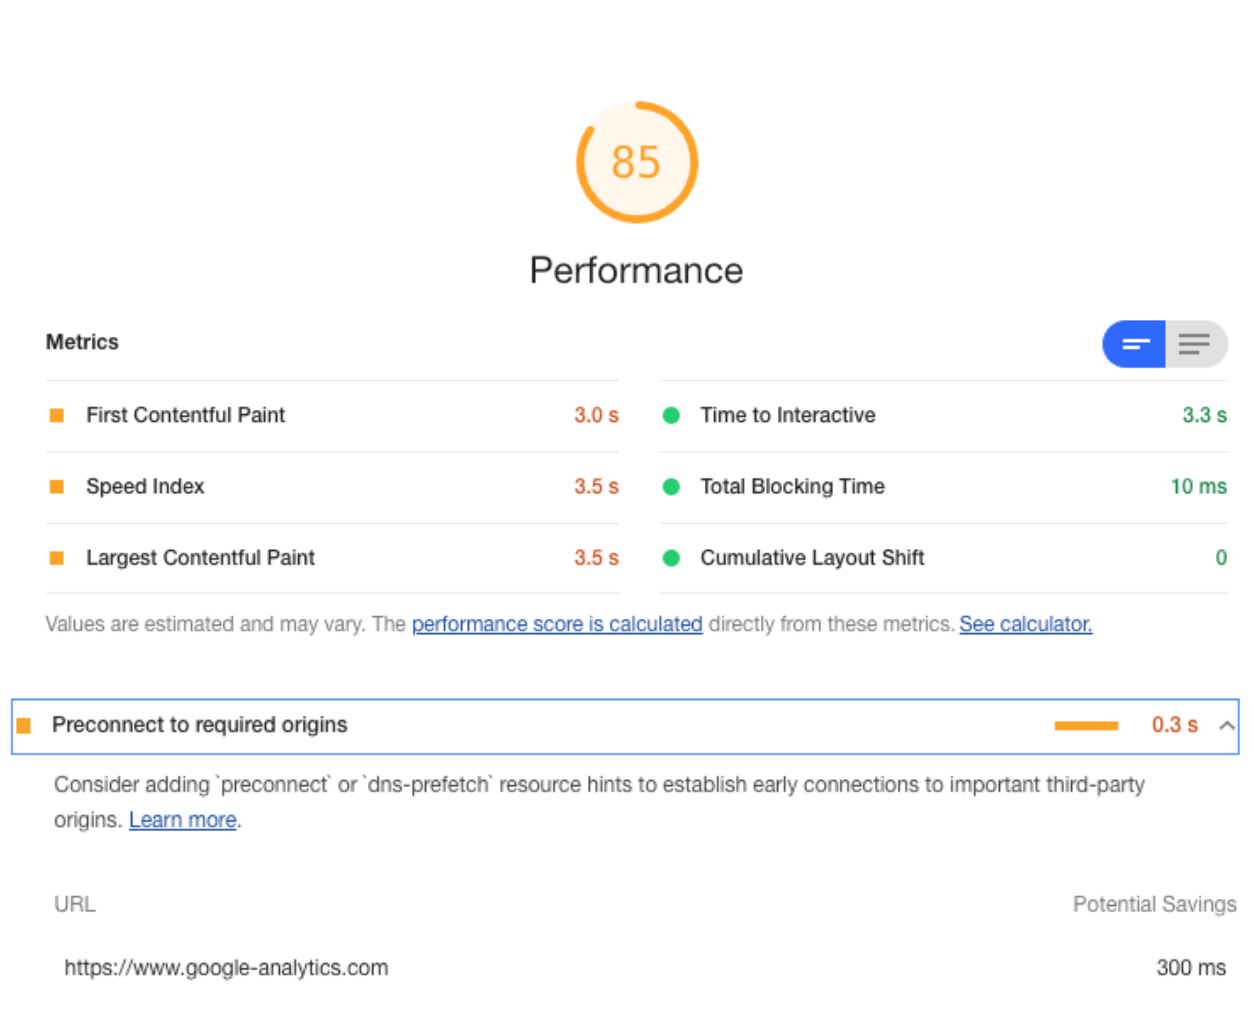 85
Performance
Metrics
First Contentful Paint 3.0 s
Time to Interactive 3.3 s
Speed Index 3.5 s
Total Blocking Time 10 ms
Largest Contentful Paint 3.5 s
Cumulative Layout Shift 0
Values are estimated and may vary. The performance score is calculated directly from these metrics. See calculator.
Preconnect to required origins 0.3 s
Consider adding `preconnect` or `dns-prefetch` resource hints to establish early connections to important third-party
origins. Learn more.
URL Potential Savings
https://www.google-analytics.com 300 ms